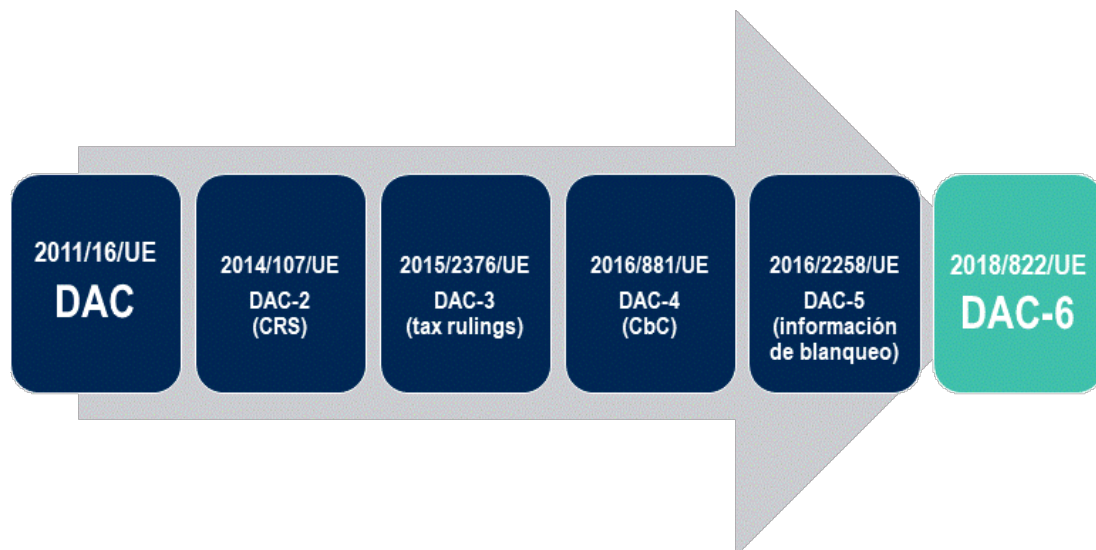 2011/16/UE
DAC
2014/107/UE
DAC-2
(CRS)
2015/2376/UE
DAC-3
(tax rulings)
2016/881/UE
DAC-4
(CbC)
2016/2258/UE
DAC-5
(información
de blanqueo)
2018/822/UE
DAC-6